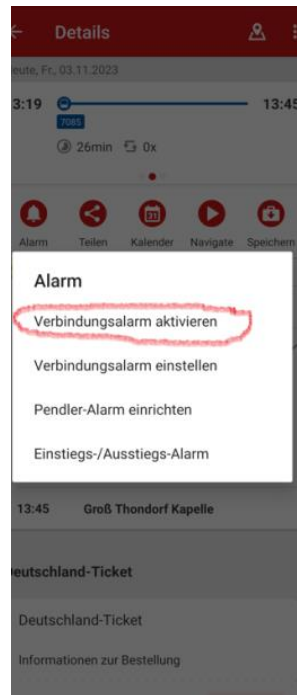 Details
eute, Fr., 03.11.2023
3:19
13:45
7085
26min
0x
31
Alarm
Teilen
Kalender
Navigate
Speichern
Alarm
Verbindungsalarm aktivieren
Verbindungsalarm einstellen
Pendler-Alarm einrichten
Einstiegs-/Ausstiegs-Alarm
13:45 Groß Thondorf Kapelle
eutschland-Ticket
Deutschland-Ticket
Informationen zur Bestellung